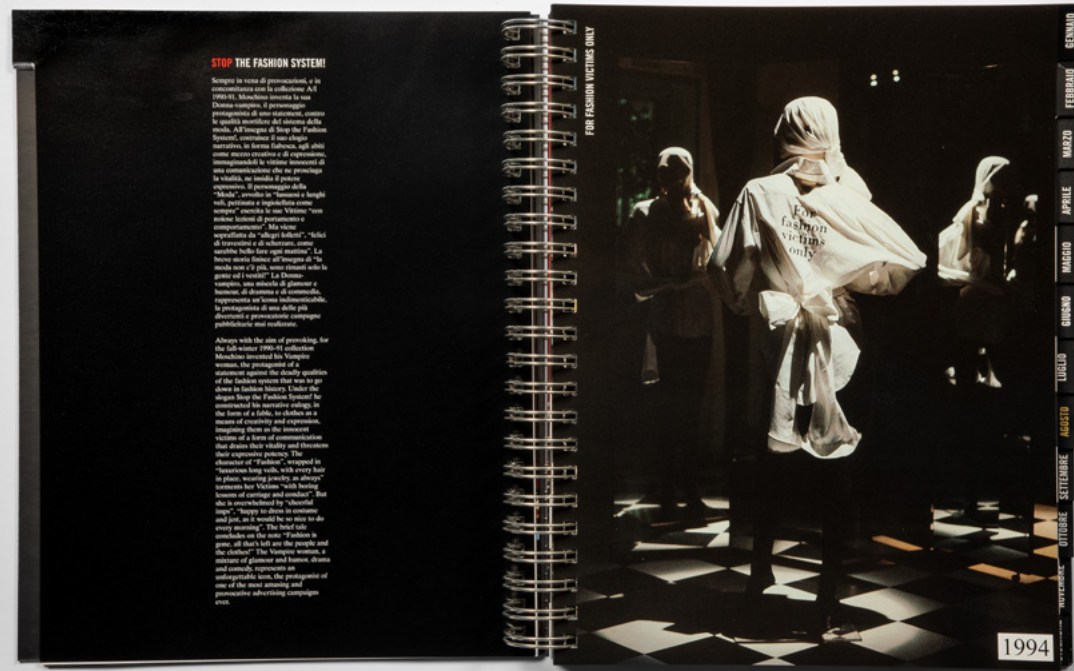 STOP THE FASHION SYSTEM!
Sempre in vena di provocazioni, e in
concomitanza con la collezione A/I
1990-91, Moschino inventa la sua
Donna-vampiro, il personaggio
protagonista di uno statement, contro
le qualità mortifere del sistema della
moda. All'insegna di Stop the Fashion
System!, costruisce il suo elogio
narrativo, in forma fiabesca, agli abiti
come mezzo creativo e di espressione,
immaginandoli le vittime innocenti di
una comunicazione che ne prosciuga
la vitalità, ne insidia il potere
espressivo. il personaggio della
"Moda", avvolto in "lussuosi e lunghi
veli, pettinata e ingioiellata come
sempre" esercita le sue Vittime "con
noiose lezioni di portamento e
comportamento". Ma viene
sopraffatta da "allegri folletti", "felici
di travestirsi e di scherzare, come
sarebbe bello fare ogni mattina". La
breve storia finisce all'insegna di "la
moda non c'è più, sono rimasti solo la
gente ed i vestiti!" La Donna-
vampiro, una miscela di glamour e
humour, di dramma e di commedia,
rappresenta un'icona indimenticabile,
la protagonista di una delle più
divertenti e provocatorie campagne
pubblicitarie mai realizzate.
Always with the aim of provoking, for
the fall-winter 1990-91 collection
Moschino invented his Vampire
woman, the protagonist of a
statement against the deadly qualities
of the fashion system that was to go
down in fashion history. Under the
slogan Stop the Fashion System! he
constructed his narrative eulogy, in
the form of a fable, to clothes as a
means of creativity and expression,
imagining them as the innocent
victims of a form of communication
that drains their vitality and threatens
their expressive potency. The
character of "Fashion", wrapped in
"luxurious long veils, with every hair
in place, wearing jewelry, as always"
torments her Victims "with boring
lessons of carriage and conduct". But
she is overwhelmed by "cheerful
imps", "happy to dress in costume
and jest, as it would be so nice to do
every morning". The brief tale
concludes on the note "Fashion is
gone, all that's left are the people and
the clothes!" The Vampire woman, a
mixture of glamour and humor, drama
and comedy, represents an
unforgettable icon, the protagonist of
one of the most amusing and
provocative advertising campaigns
ever.
FOR FASHION VICTIMS ONLY
For
fashion
victims
only
1994
GENNAIO
FEBBRAIO
MARZO
APRILE
MAGGIO
GIUGNO
LUGLIO
AGOSTO
SETTEMBRE
OTTOBRE
NOVEMBRE